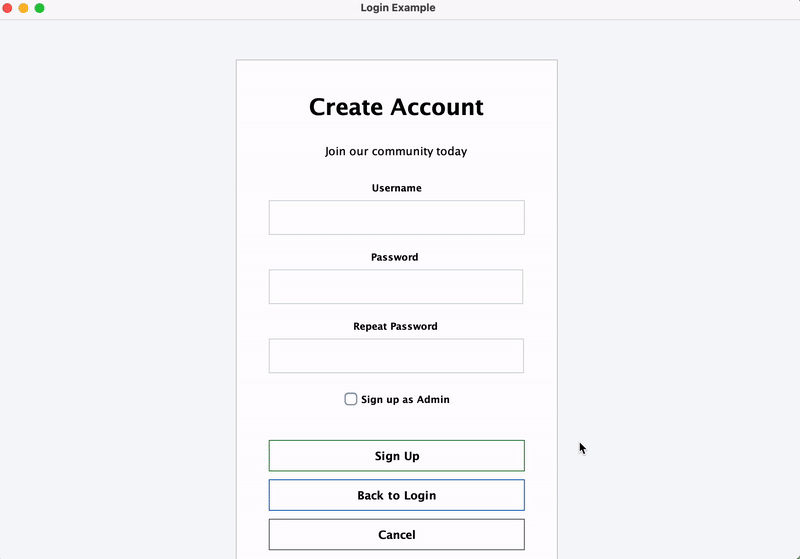 Login Example
Create Account
Join our community today
Username
Password
Repeat Password
Sign up as Admin
Sign Up
Back to Login
Cancel